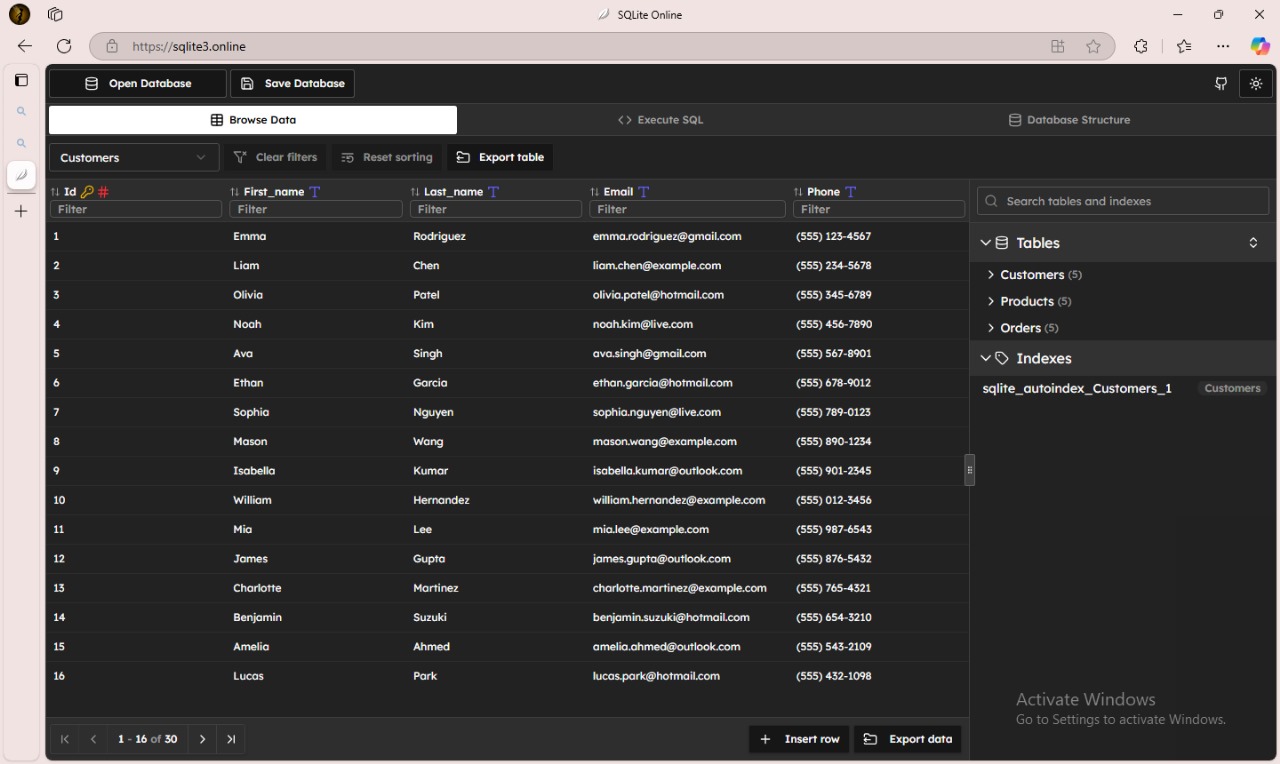 SQLite Online
https://sqlite3.online
Open Database Save Database
Browse Data Execute SQL Database Structure
Customers Clear filters Reset sorting Export table
Id # First_name T Last_name T Email T Phone T
Filter Filter Filter Filter Filter
1 Emma Rodriguez emma.rodriguez@gmail.com (555) 123-4567
2 Liam Chen liam.chen@example.com (555) 234-5678
3 Olivia Patel olivia.patel@hotmail.com (555) 345-6789
4 Noah Kim noah.kim@live.com (555) 456-7890
5 Ava Singh ava.singh@gmail.com (555) 567-8901
6 Ethan Garcia ethan.garcia@hotmail.com (555) 678-9012
7 Sophia Nguyen sophia.nguyen@live.com (555) 789-0123
8 Mason Wang mason.wang@example.com (555) 890-1234
9 Isabella Kumar isabella.kumar@outlook.com (555) 901-2345
10 William Hernandez william.hernandez@example.com (555) 012-3456
11 Mia Lee mia.lee@example.com (555) 987-6543
12 James Gupta james.gupta@outlook.com (555) 876-5432
13 Charlotte Martinez charlotte.martinez@example.com (555) 765-4321
14 Benjamin Suzuki benjamin.suzuki@hotmail.com (555) 654-3210
15 Amelia Ahmed amelia.ahmed@outlook.com (555) 543-2109
16 Lucas Park lucas.park@hotmail.com (555) 432-1098
1 - 16 of 30 Insert row Export data
Search tables and indexes
Tables
Customers (5)
Products (5)
Orders (5)
Indexes
sqlite_autoindex_Customers_1 Customers
Activate Windows
Go to Settings to activate Windows.